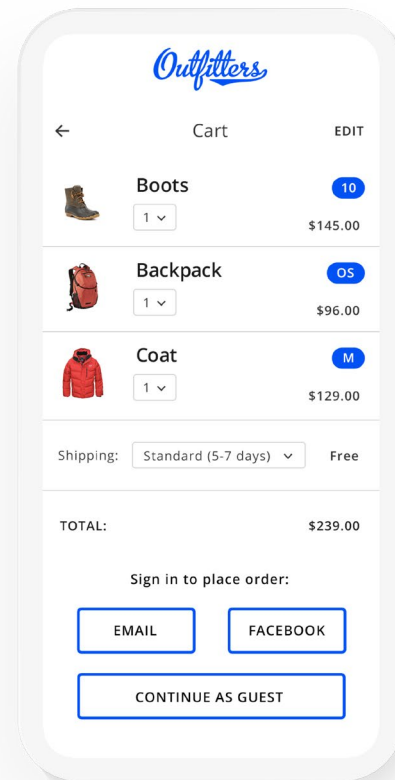 Outfitters
← Cart EDIT
Boots 10
1 $145.00
Backpack OS
1 $96.00
Coat M
1 $129.00
Shipping: Standard (5-7 days) Free
TOTAL: $239.00
Sign in to place order:
EMAIL FACEBOOK
CONTINUE AS GUEST